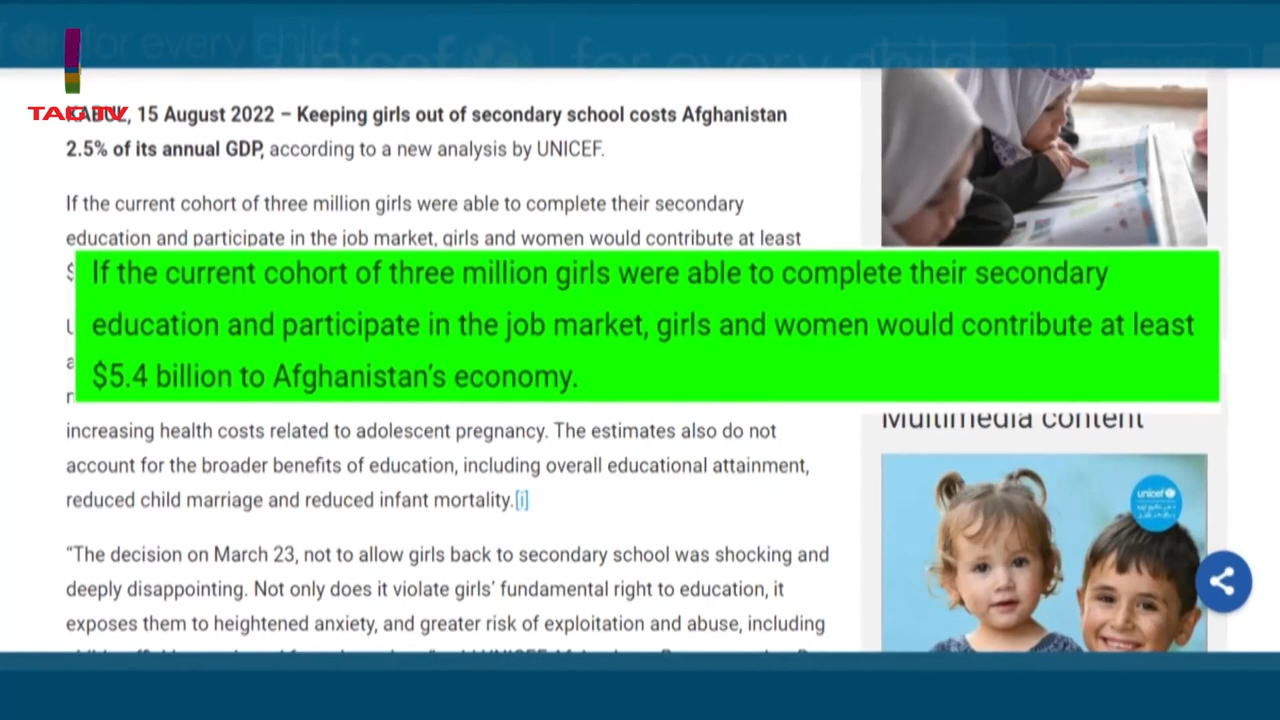 for every child
unicef for every child
TAG TV
KABUL, 15 August 2022 – Keeping girls out of secondary school costs Afghanistan
2.5% of its annual GDP, according to a new analysis by UNICEF.
If the current cohort of three million girls were able to complete their secondary
education and participate in the job market, girls and women would contribute at least
$
If the current cohort of three million girls were able to complete their secondary
education and participate in the job market, girls and women would contribute at least
$5.4 billion to Afghanistan's economy.
increasing health costs related to adolescent pregnancy. The estimates also do not
account for the broader benefits of education, including overall educational attainment,
reduced child marriage and reduced infant mortality.[i]
“The decision on March 23, not to allow girls back to secondary school was shocking and
deeply disappointing. Not only does it violate girls’ fundamental right to education, it
exposes them to heightened anxiety, and greater risk of exploitation and abuse, including
Multimedia content
unicef